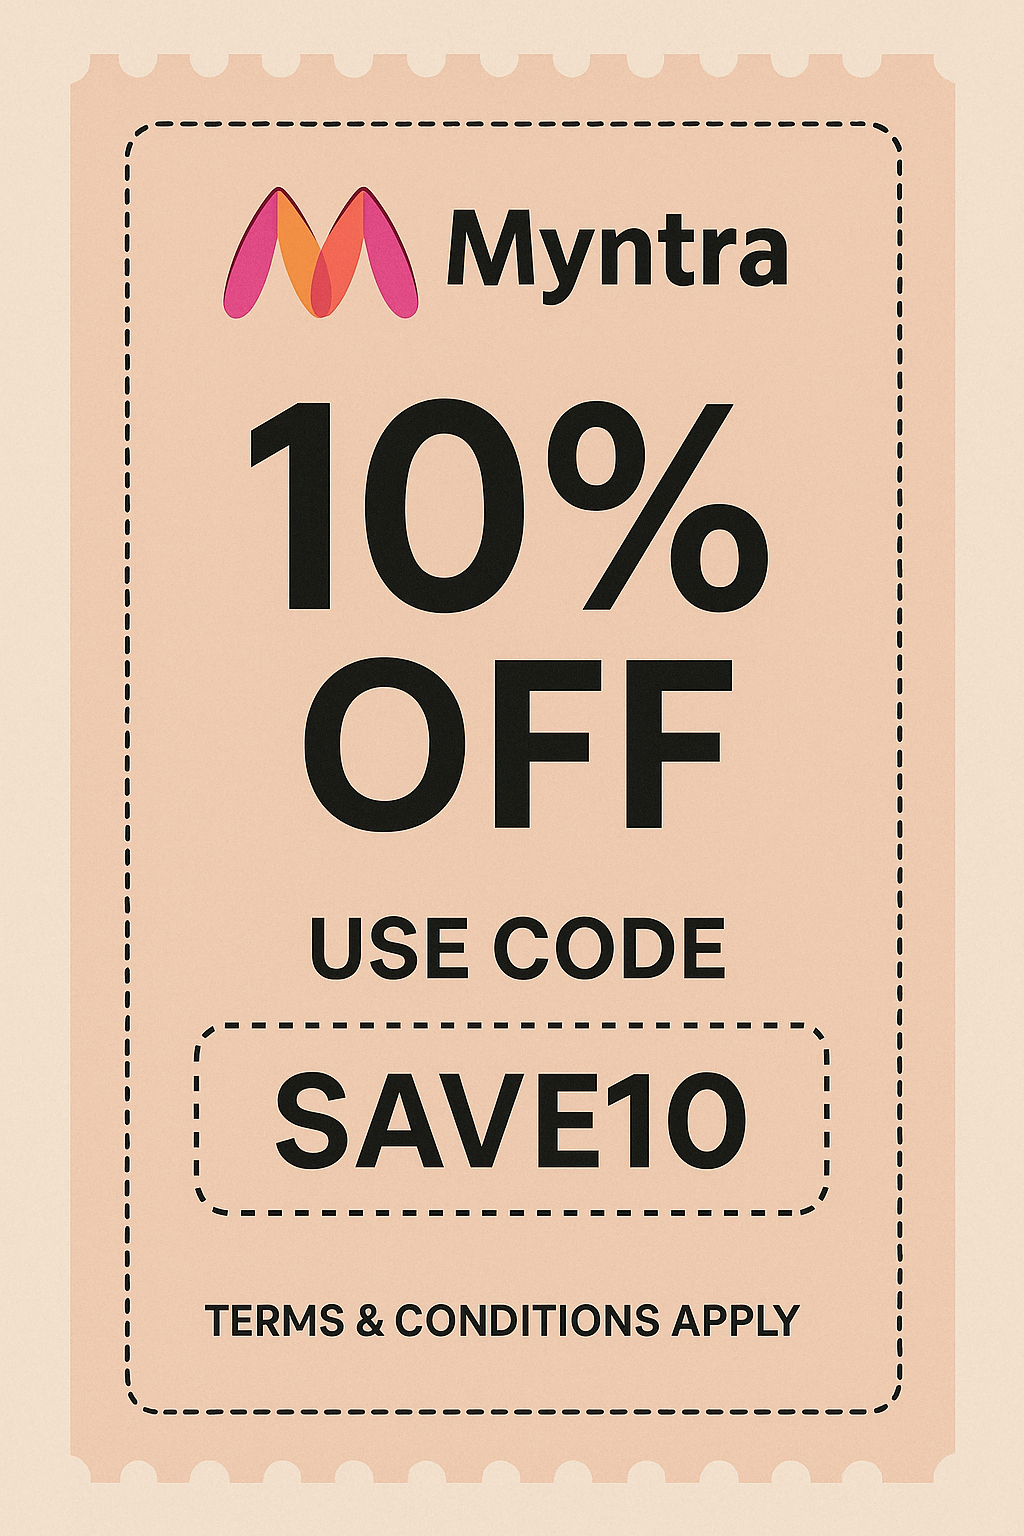 Myntra
10%
OFF
USE CODE
SAVE10
TERMS & CONDITIONS APPLY